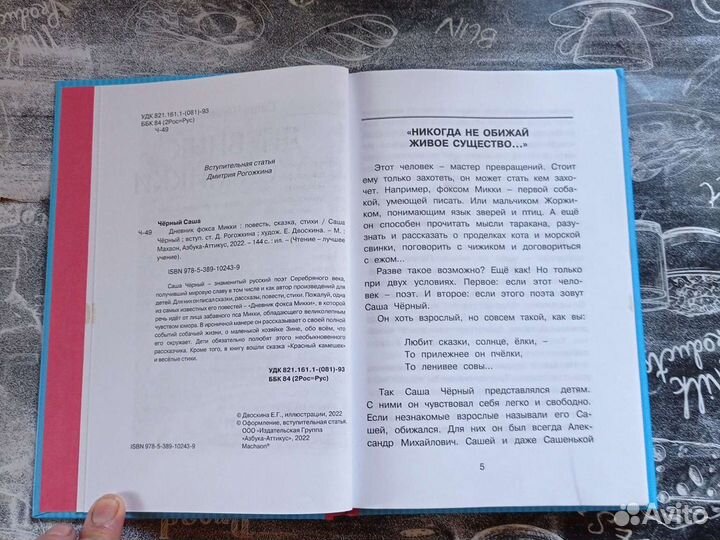 УДК 821.161.1-(081)-93
ББК 84 (2Рос=Рус)
Ч-49
Вступительная статья
Дмитрия Рогожкина
Чёрный Саша
Ч-49 Дневник фокса Микки : повесть, сказка, стихи / Саша
Чёрный ; вступ. ст. Д. Рогожкина ; худож. Е. Двоскина. – М. :
Махаон, Азбука-Аттикус, 2022. – 144 с. : ил. – (Чтение – лучшее
учение).
ISBN 978-5-389-10243-9
Саша Чёрный – знаменитый русский поэт Серебряного века,
получивший мировую славу в том числе и как автор произведений для
детей. Для них он писал сказки, рассказы, повести, стихи. Пожалуй, одна
из самых известных его повестей – «Дневник фокса Микки», в которой
речь идёт от лица забавного пса Микки, обладающего великолепным
чувством юмора. В ироничной манере он рассказывает о своей полной
событий собачьей жизни, о маленькой хозяйке Зине, обо всём, что
его окружает. Дети обязательно полюбят этого необыкновенного
рассказчика. Кроме того, в книгу вошли сказка «Красный камешек»
и весёлые стихи.
УДК 821.161.1-(081)-93
ББК 84 (2Рос=Рус)
© Двоскина Е.Г., иллюстрации, 2022
© Оформление, вступительная статья.
ООО «Издательская Группа
«Азбука-Аттикус», 2022
ISBN 978-5-389-10243-9 Machaon®
«НИКОГДА НЕ ОБИЖАЙ
ЖИВОЕ СУЩЕСТВО...»
Этот человек – мастер превращений. Стоит
ему только захотеть, он может стать кем захо-
чет. Например, фоксом Микки – первой соба-
кой, умеющей писать. Или мальчиком Жоржи-
ком, понимающим язык зверей и птиц. А ещё
он способен прочитать мысли таракана, разу-
знать и рассказать о проделках кота и морской
свинки, поговорить с чижиком и договориться
с ежом...
Разве такое возможно? Ещё как! Но только
при двух условиях. Первое: если этот чело-
век – поэт. И второе: если этого поэта зовут
Саша Чёрный.
Он хоть взрослый, но совсем такой, как вы:
Любит сказки, солнце, ёлки, –
То прилежнее он пчёлки,
То ленивее совы...
Так Саша Чёрный представлялся детям.
С ними он чувствовал себя легко и свободно.
Если незнакомые взрослые называли его Са-
шей, обижался. Для них он был всегда Алек-
сандр Михайлович. Сашей и даже Сашенькой
5
BUN
Avito